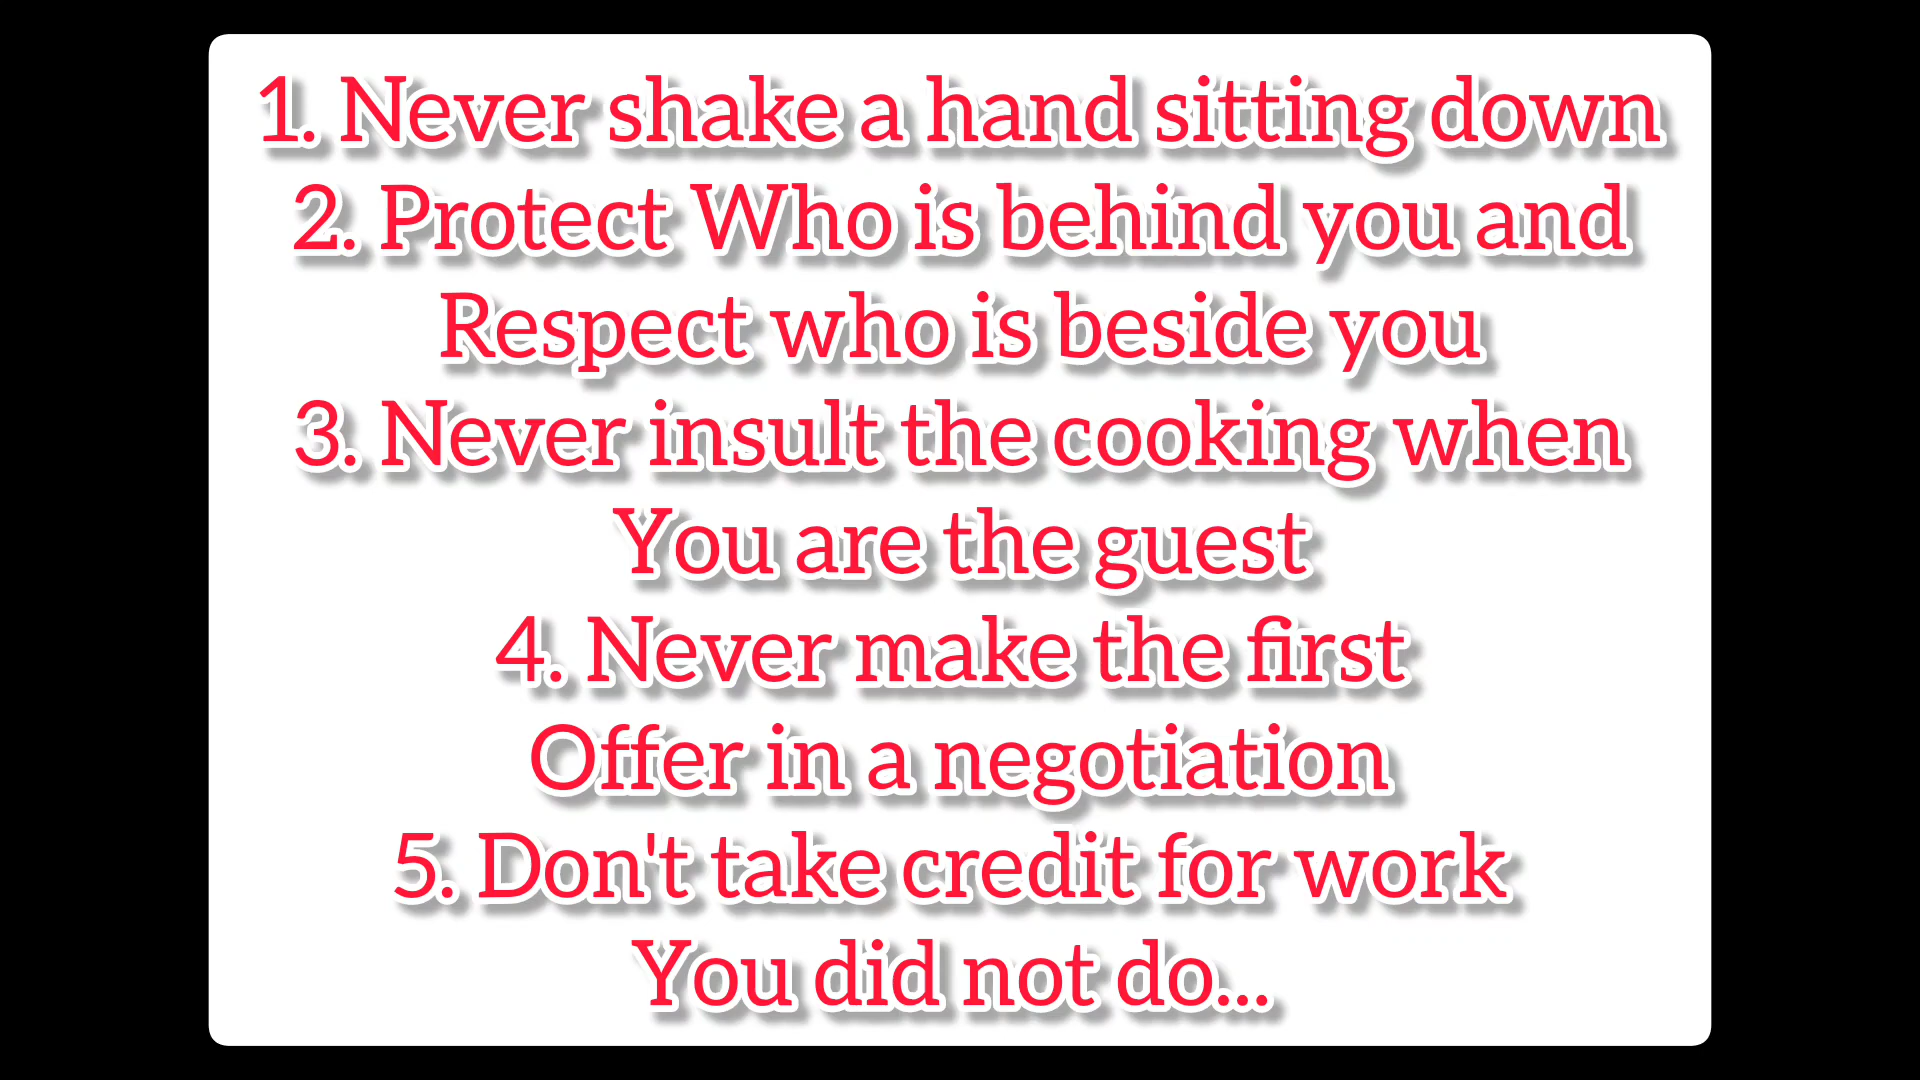 1. Never shake a hand sitting down
2. Protect Who is behind you and
Respect who is beside you
3. Never insult the cooking when
You are the guest
4. Never make the first
Offer in a negotiation
5. Don't take credit for work
You did not do...